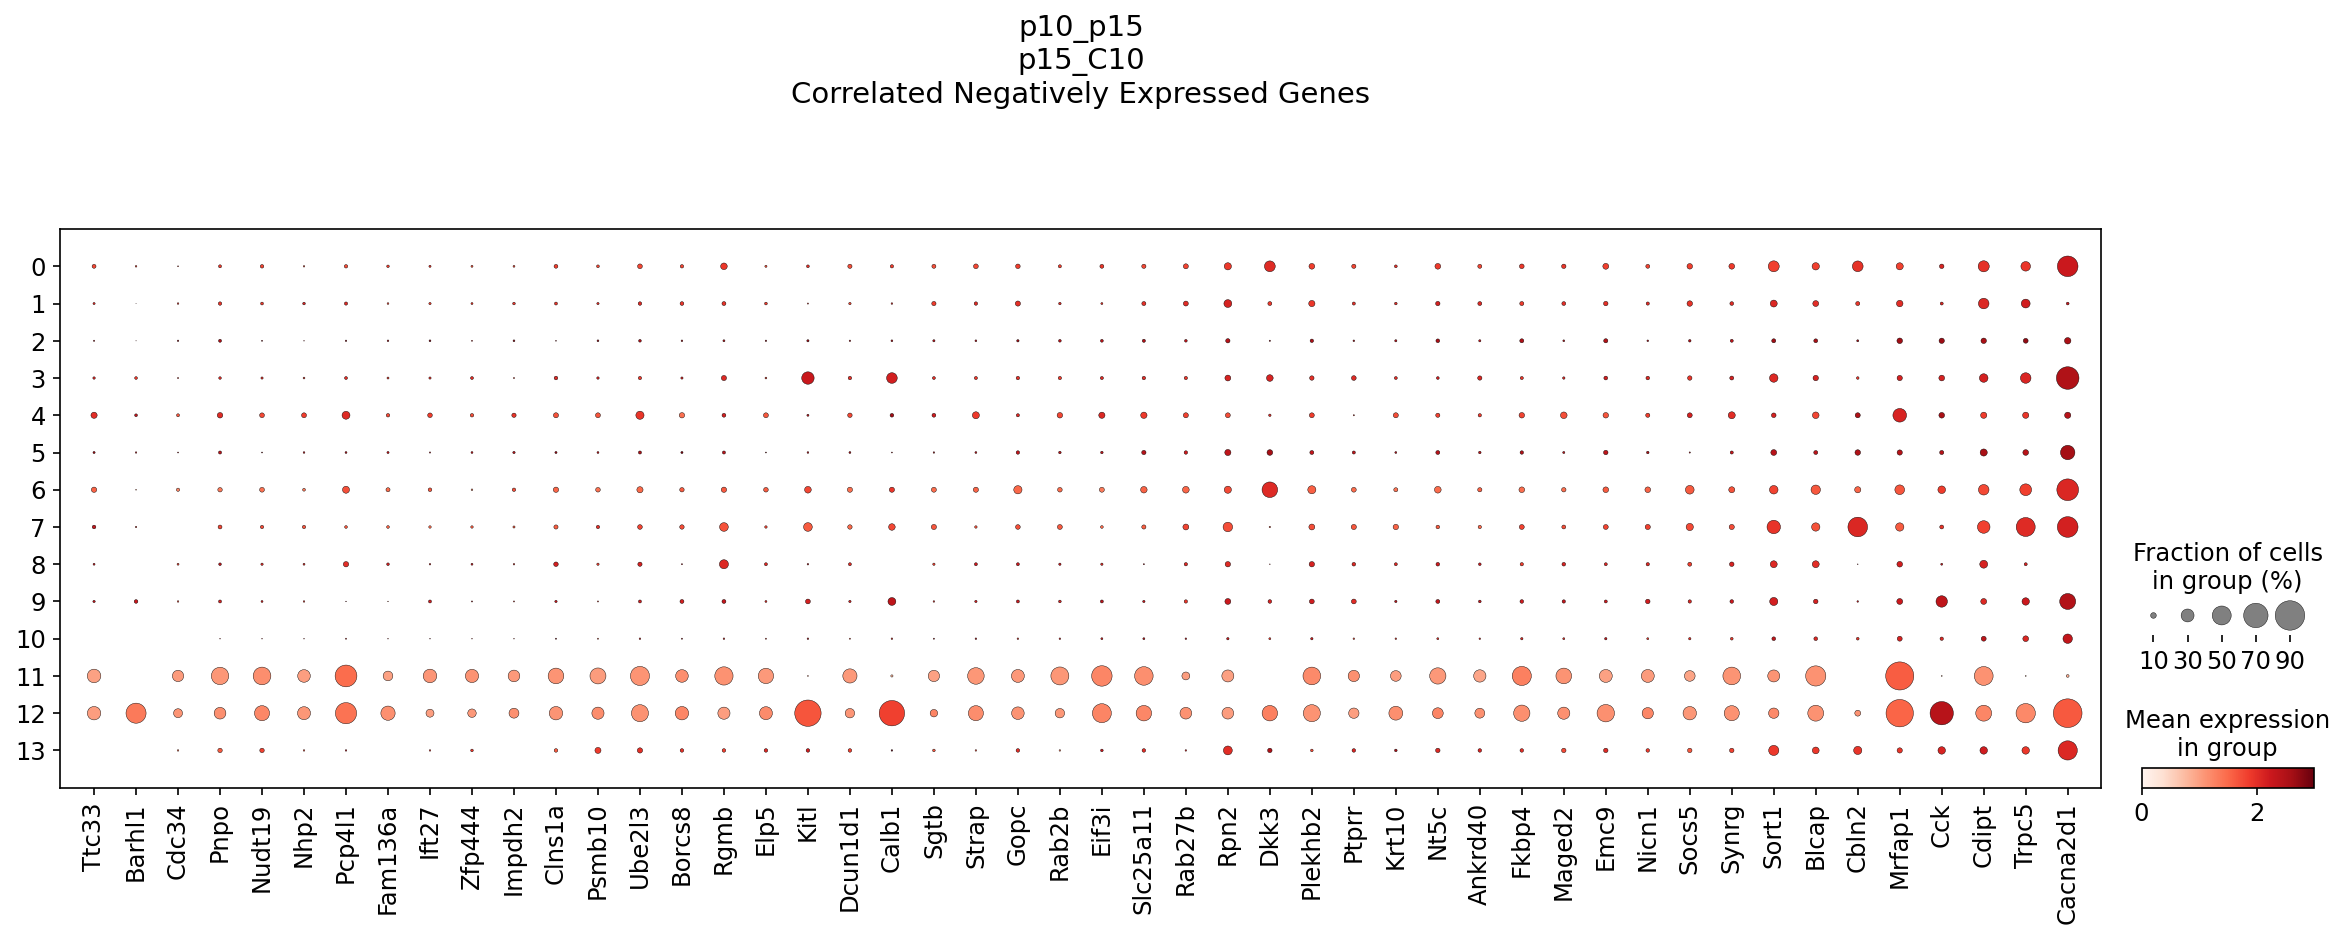 p10_p15
p15_C10
Correlated Negatively Expressed Genes
0
1
2
3
4
5
6
7
8
9
10
11
12
13
Ttc33
Barhl1
Cdc34
Pnpo
Nudt19
Nhp2
Pcp4l1
Fam136a
Ift27
Zfp444
Impdh2
Clns1a
Psmb10
Ube2l3
Borcs8
Rgmb
Elp5
Kitl
Dcun1d1
Calb1
Sgtb
Strap
Gopc
Rab2b
Eif3i
Slc25a11
Rab27b
Rpn2
Dkk3
Plekhb2
Ptprr
Krt10
Nt5c
Ankrd40
Fkbp4
Maged2
Emc9
Nicn1
Socs5
Synrg
Sort1
Blcap
Cbln2
Mrfap1
Cck
Cdipt
Trpc5
Cacna2d1
Fraction of cells
in group (%)
10 30 50 70 90
Mean expression
in group
0 2